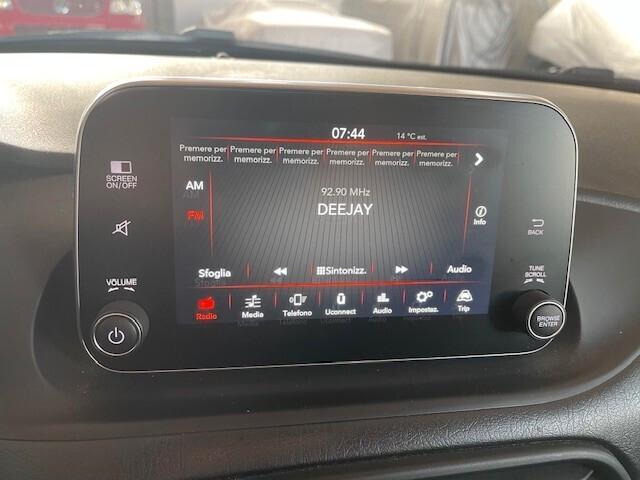 07:44
14 °C est.
Premere per memorizz.
Premere per memorizz.
Premere per memorizz.
Premere per memorizz.
Premere per memorizz.
Premere per memorizz.
SCREEN
ON/OFF
AM
FM
92.90 MHz
DEEJAY
Info
BACK
Sfoglia
Sintonizz.
Audio
VOLUME
TUNE
SCROLL
Radio
Media
Telefono
Uconnect
Audio
Impostaz.
Trip
BROWSE
ENTER